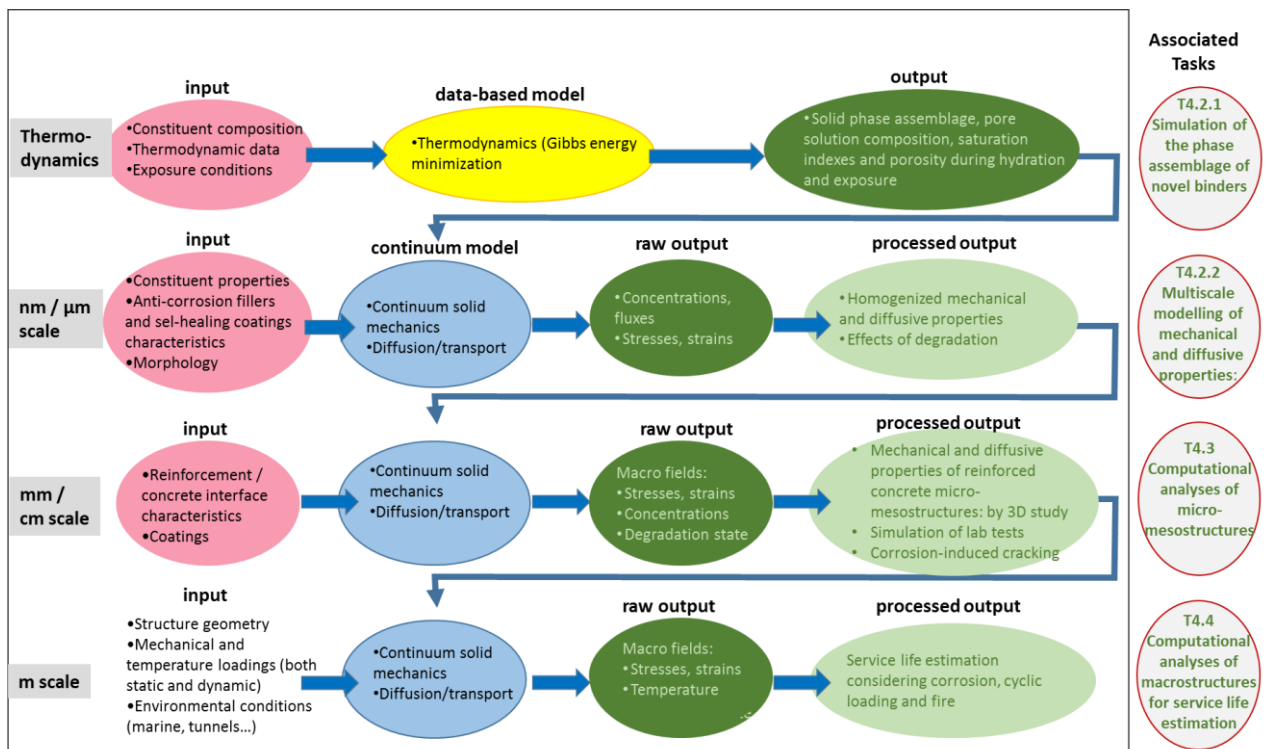 Associated
Tasks
input
data-based model
output
Thermo-
dynamics
•Constituent composition
•Thermodynamic data
•Exposure conditions
•Thermodynamics (Gibbs energy
minimization
•Solid phase assemblage, pore
solution composition, saturation
indexes and porosity during hydration
and exposure
T4.2.1
Simulation of
the phase
assemblage of
novel binders
input
continuum model
raw output
processed output
nm / μm
scale
•Constituent properties
•Anti-corrosion fillers
and sel-healing coatings
characteristics
•Morphology
•Continuum solid
mechanics
•Diffusion/transport
• Concentrations,
fluxes
• Stresses, strains
• Homogenized mechanical
and diffusive properties
• Effects of degradation
T4.2.2
Multiscale
modelling of
mechanical
and diffusive
properties:
input
raw output
processed output
mm /
cm scale
•Reinforcement /
concrete interface
characteristics
•Coatings
•Continuum solid
mechanics
•Diffusion/transport
Macro fields:
• Stresses, strains
• Concentrations
• Degradation state
• Mechanical and diffusive
properties of reinforced
concrete micro-
mesostructures: by 3D study
• Simulation of lab tests
• Corrosion-induced cracking
T4.3
Computational
analyses of
micro-
mesostructures
input
raw output
processed output
m scale
•Structure geometry
•Mechanical and
temperature loadings (both
static and dynamic)
•Environmental conditions
(marine, tunnels…)
•Continuum solid
mechanics
•Diffusion/transport
Macro fields:
• Stresses, strains
• Temperature
Service life estimation
considering corrosion, cyclic
loading and fire
T4.4
Computational
analyses of
macrostructures
for service life
estimation